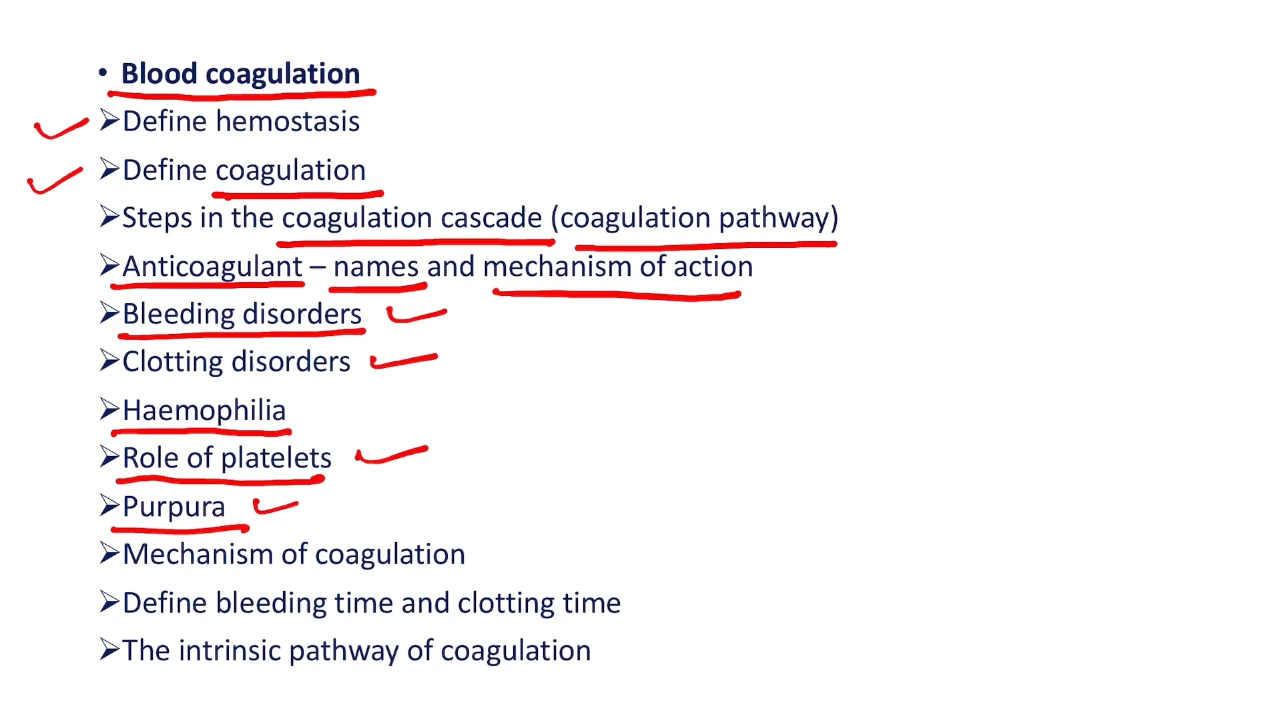 • Blood coagulation
➢Define hemostasis
➢Define coagulation
➢Steps in the coagulation cascade (coagulation pathway)
➢Anticoagulant – names and mechanism of action
➢Bleeding disorders
➢Clotting disorders
➢Haemophilia
➢Role of platelets
➢Purpura
➢Mechanism of coagulation
➢Define bleeding time and clotting time
➢The intrinsic pathway of coagulation